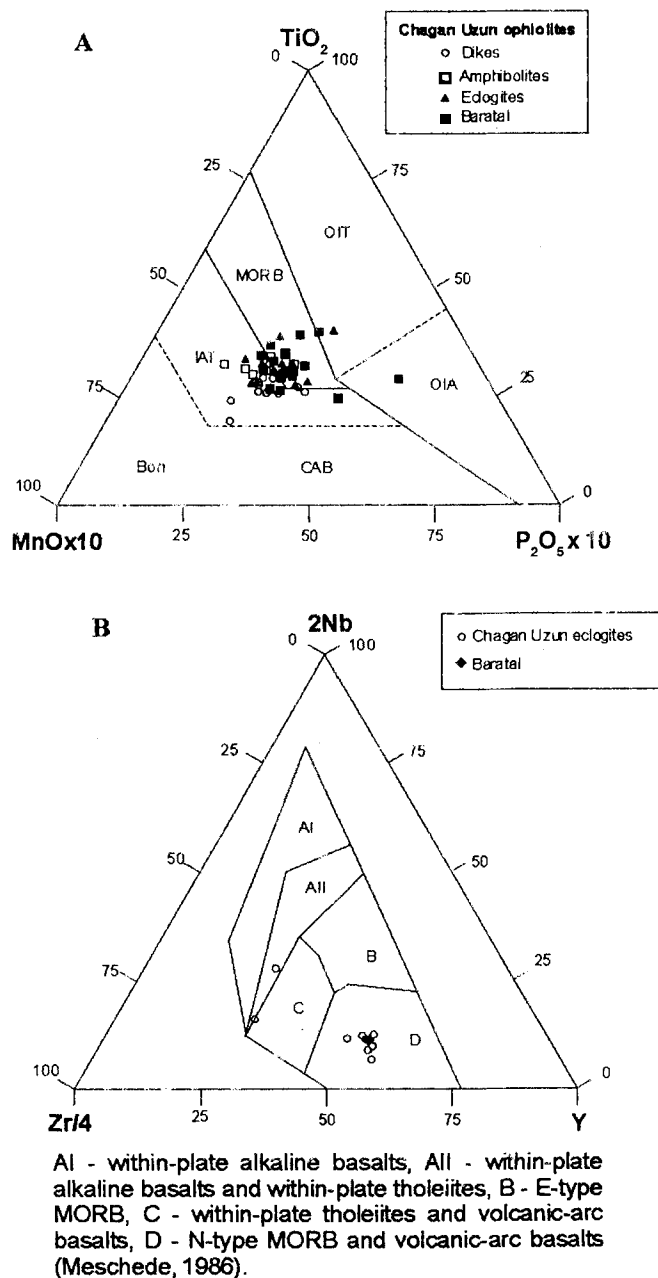 A
TiO2
Chagan Uzun ophiolites
Dikes
Amphibolites
Eclogites
Baratal
0
100
25
75
OIT
MORB
50
50
IAT
75
25
OIA
Bon
CAB
100
0
MnOx10
25
50
75
P2O5 x 10
B
2Nb
Chagan Uzun eclogites
Baratal
0
100
25
75
AI
50
50
AII
B
75
25
C
D
100
0
Zr/4
25
50
75
Y
AI - within-plate alkaline basalts, AII - within-plate
alkaline basalts and within-plate tholeiites, B - E-type
MORB, C - within-plate tholeiites and volcanic-arc
basalts, D - N-type MORB and volcanic-arc basalts
(Meschede, 1986).